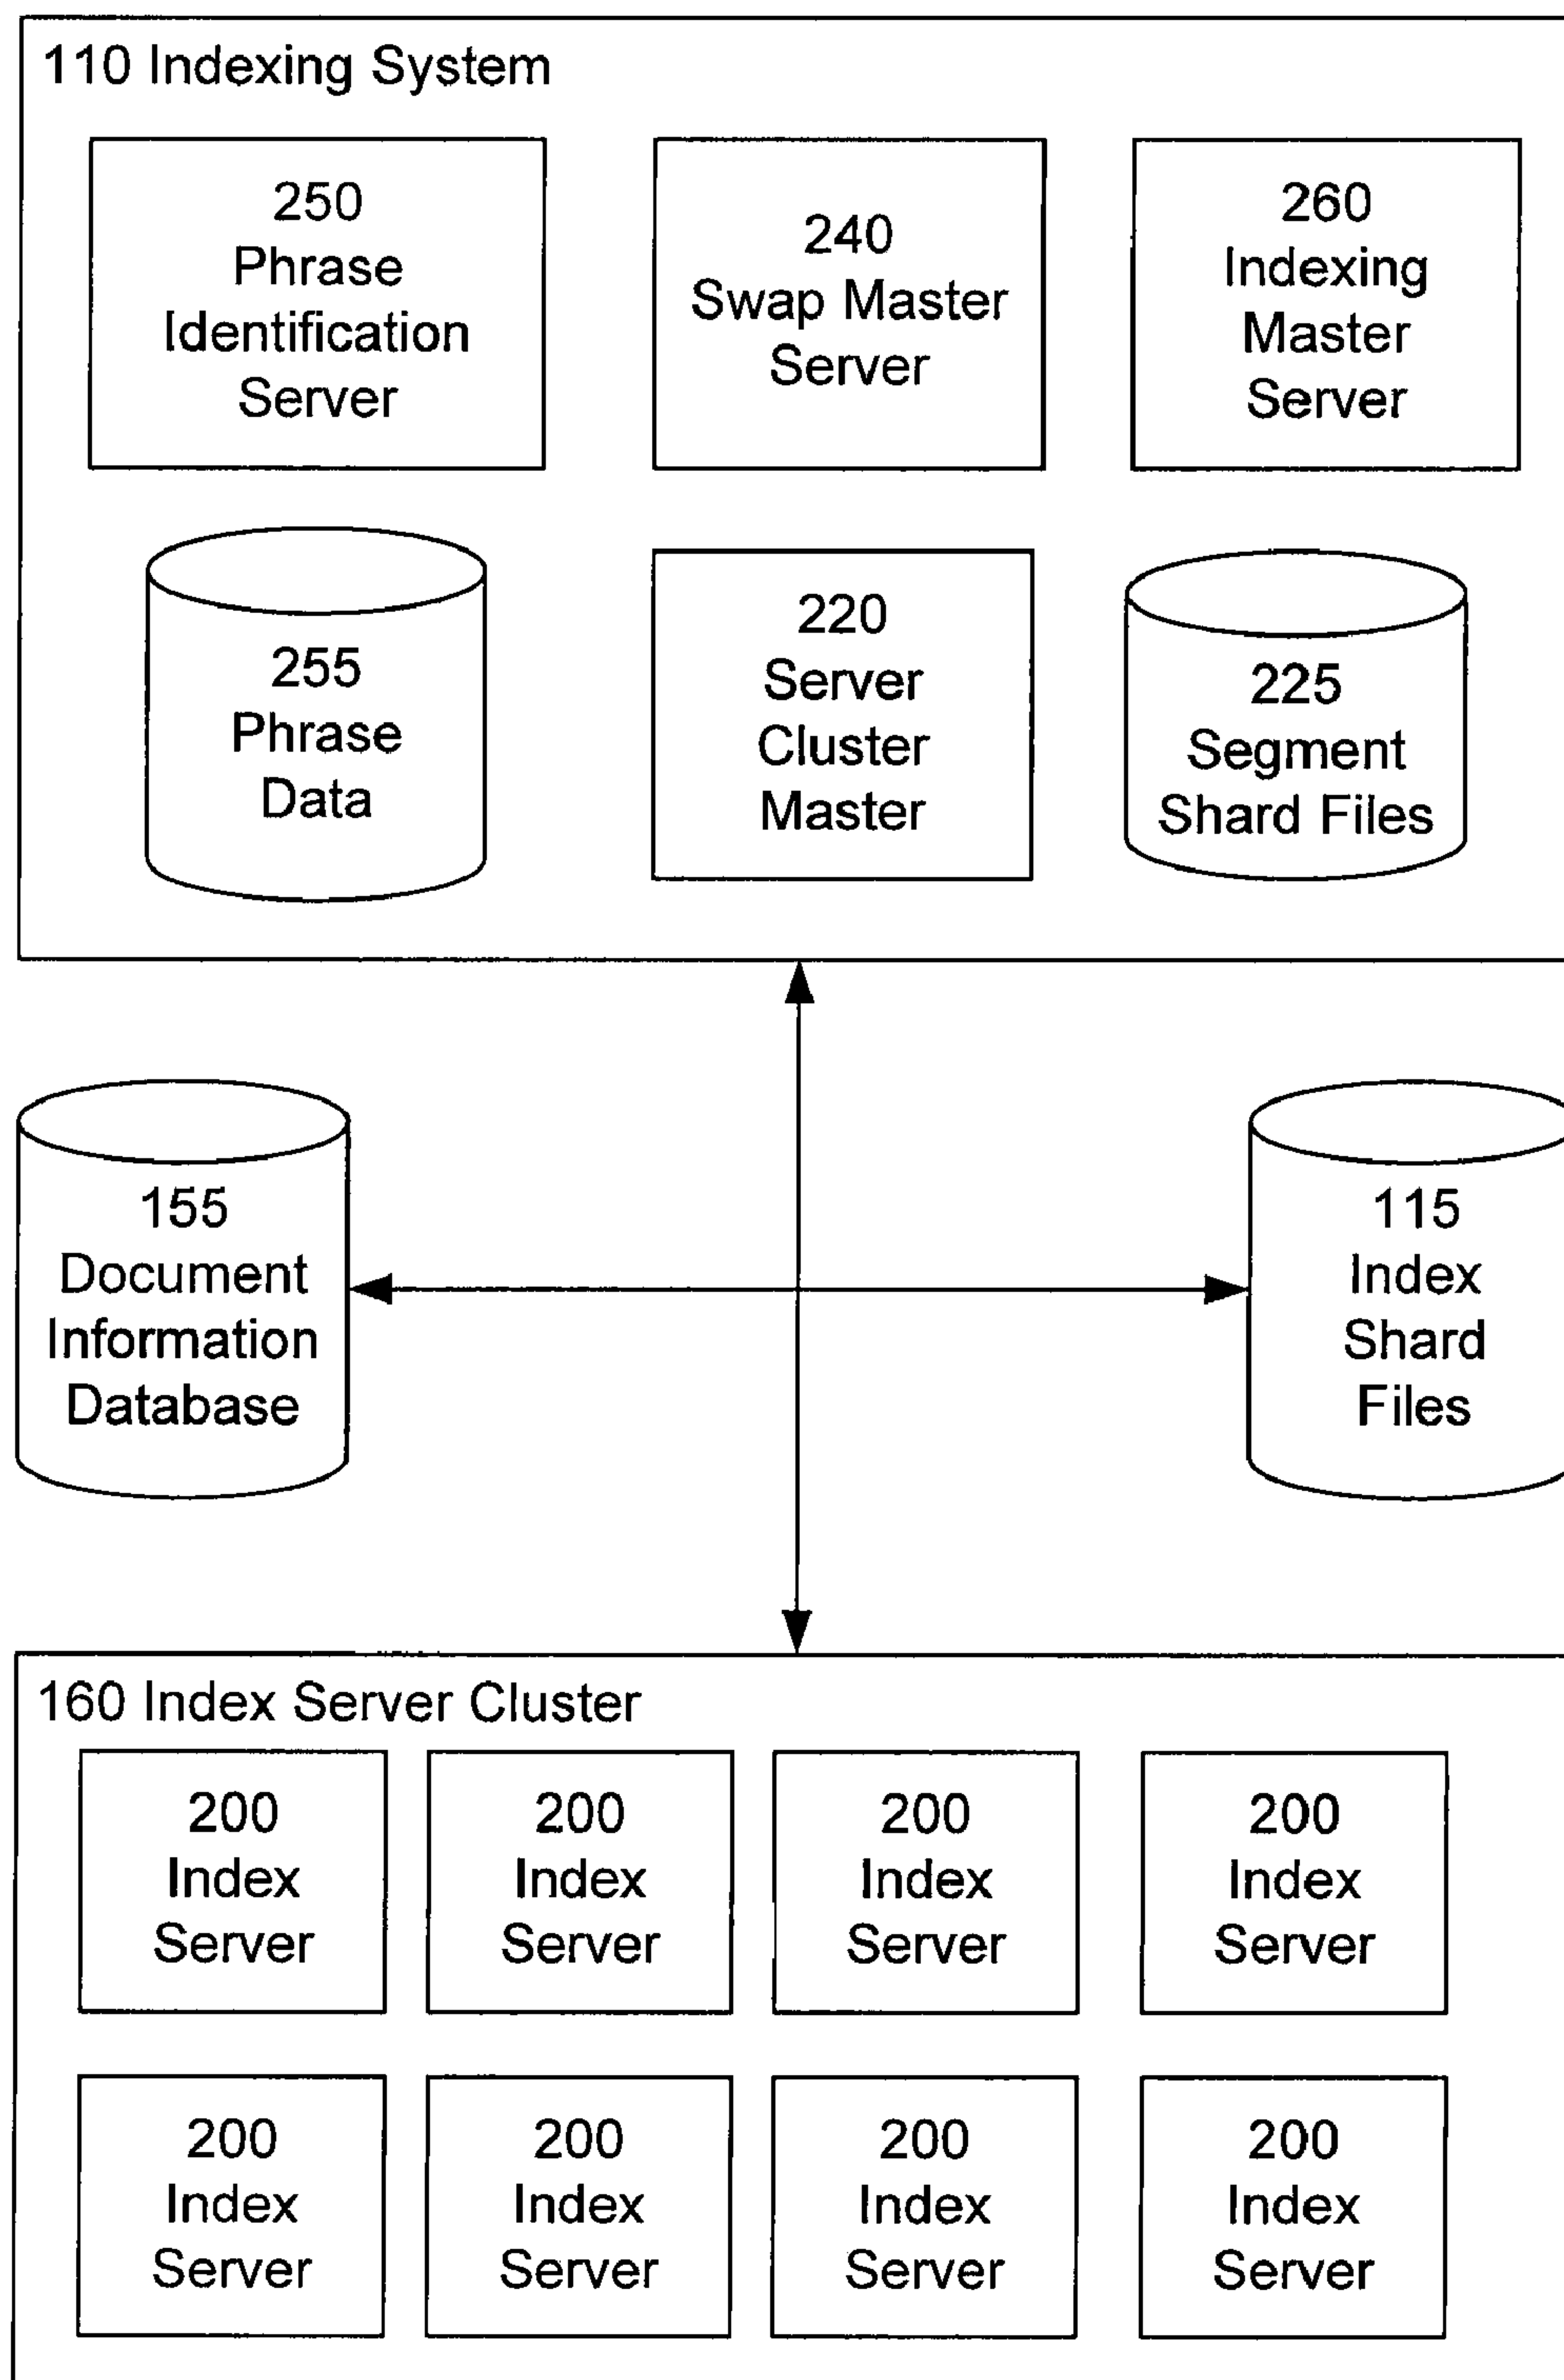 110 Indexing System
250
Phrase
Identification
Server
240
Swap Master
Server
260
Indexing
Master
Server
255
Phrase
Data
220
Server
Cluster
Master
225
Segment
Shard Files
155
Document
Information
Database
115
Index
Shard
Files
160 Index Server Cluster
200
Index
Server
200
Index
Server
200
Index
Server
200
Index
Server
200
Index
Server
200
Index
Server
200
Index
Server
200
Index
Server